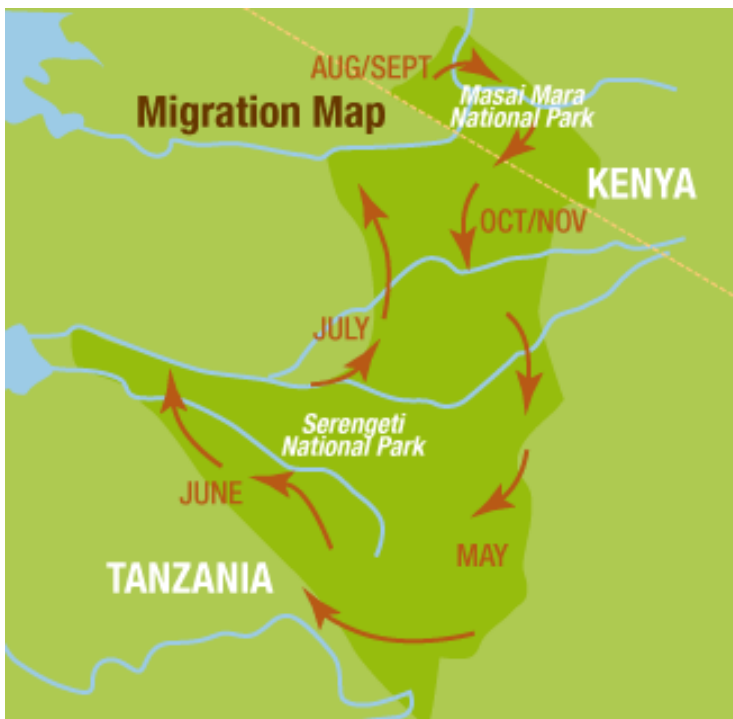 AUG/SEPT
Migration Map
Masai Mara
National Park
KENYA
OCT/NOV
JULY
Serengeti
National Park
JUNE
MAY
TANZANIA